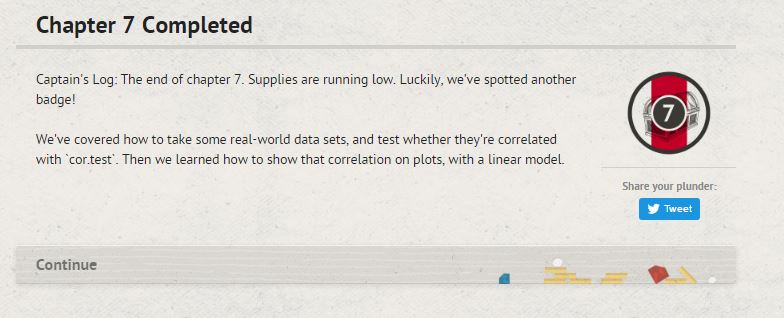 Chapter 7 Completed
Captain's Log: The end of chapter 7. Supplies are running low. Luckily, we've spotted another
badge!
We've covered how to take some real-world data sets, and test whether they're correlated
with `cor.test`. Then we learned how to show that correlation on plots, with a linear model.
7
Share your plunder:
Tweet
Continue